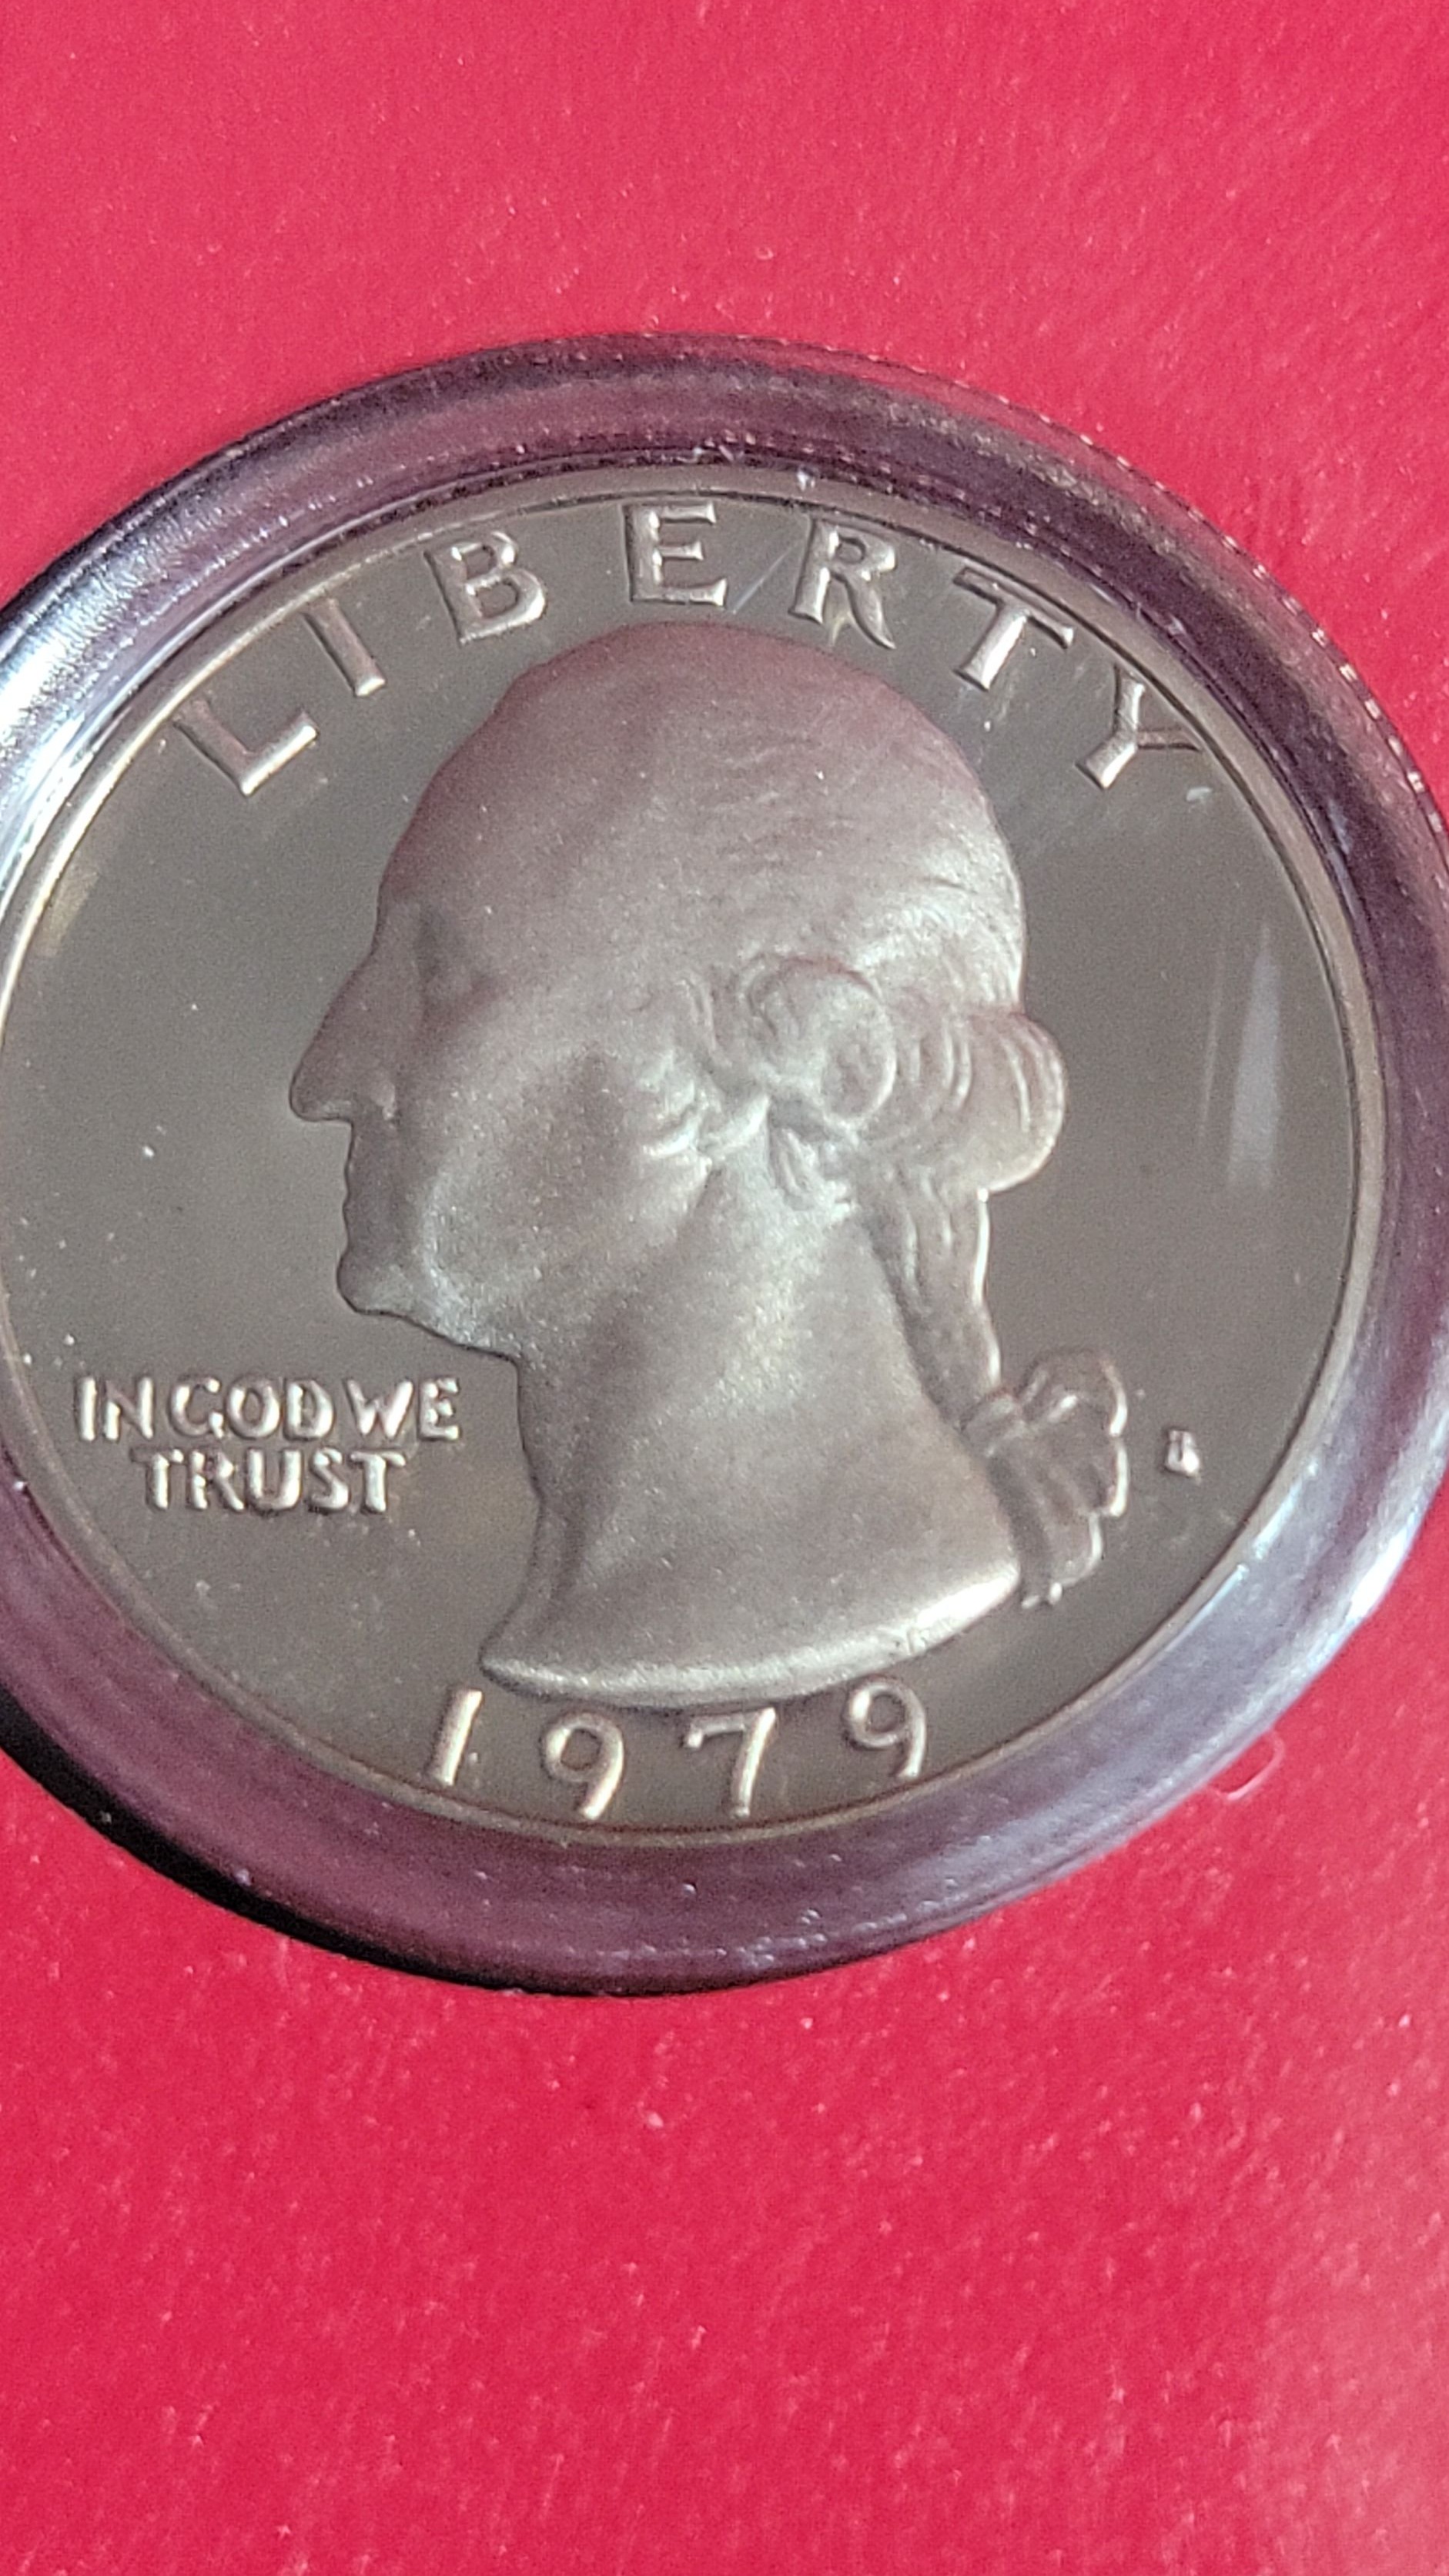 LIBERTY
IN GOD WE
TRUST
1979